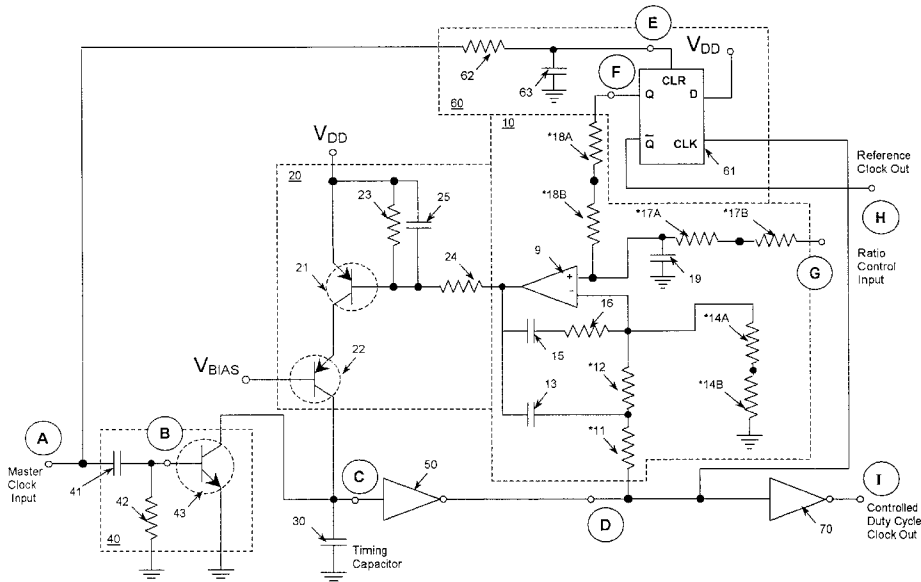 E
VDD
62
63
60
F
CLR
Q
D
Q
CLK
61
10
*18A
Reference
Clock Out
H
VDD
20
23
25
*18B
*17A
*17B
Ratio
Control
Input
G
24
9
+
-
19
21
16
*14A
15
22
VBIAS
*12
13
*14B
*11
A
B
Master
Clock
Input
41
42
43
40
C
50
D
I
Controlled
Duty Cycle
Clock Out
30
Timing
Capacitor
70